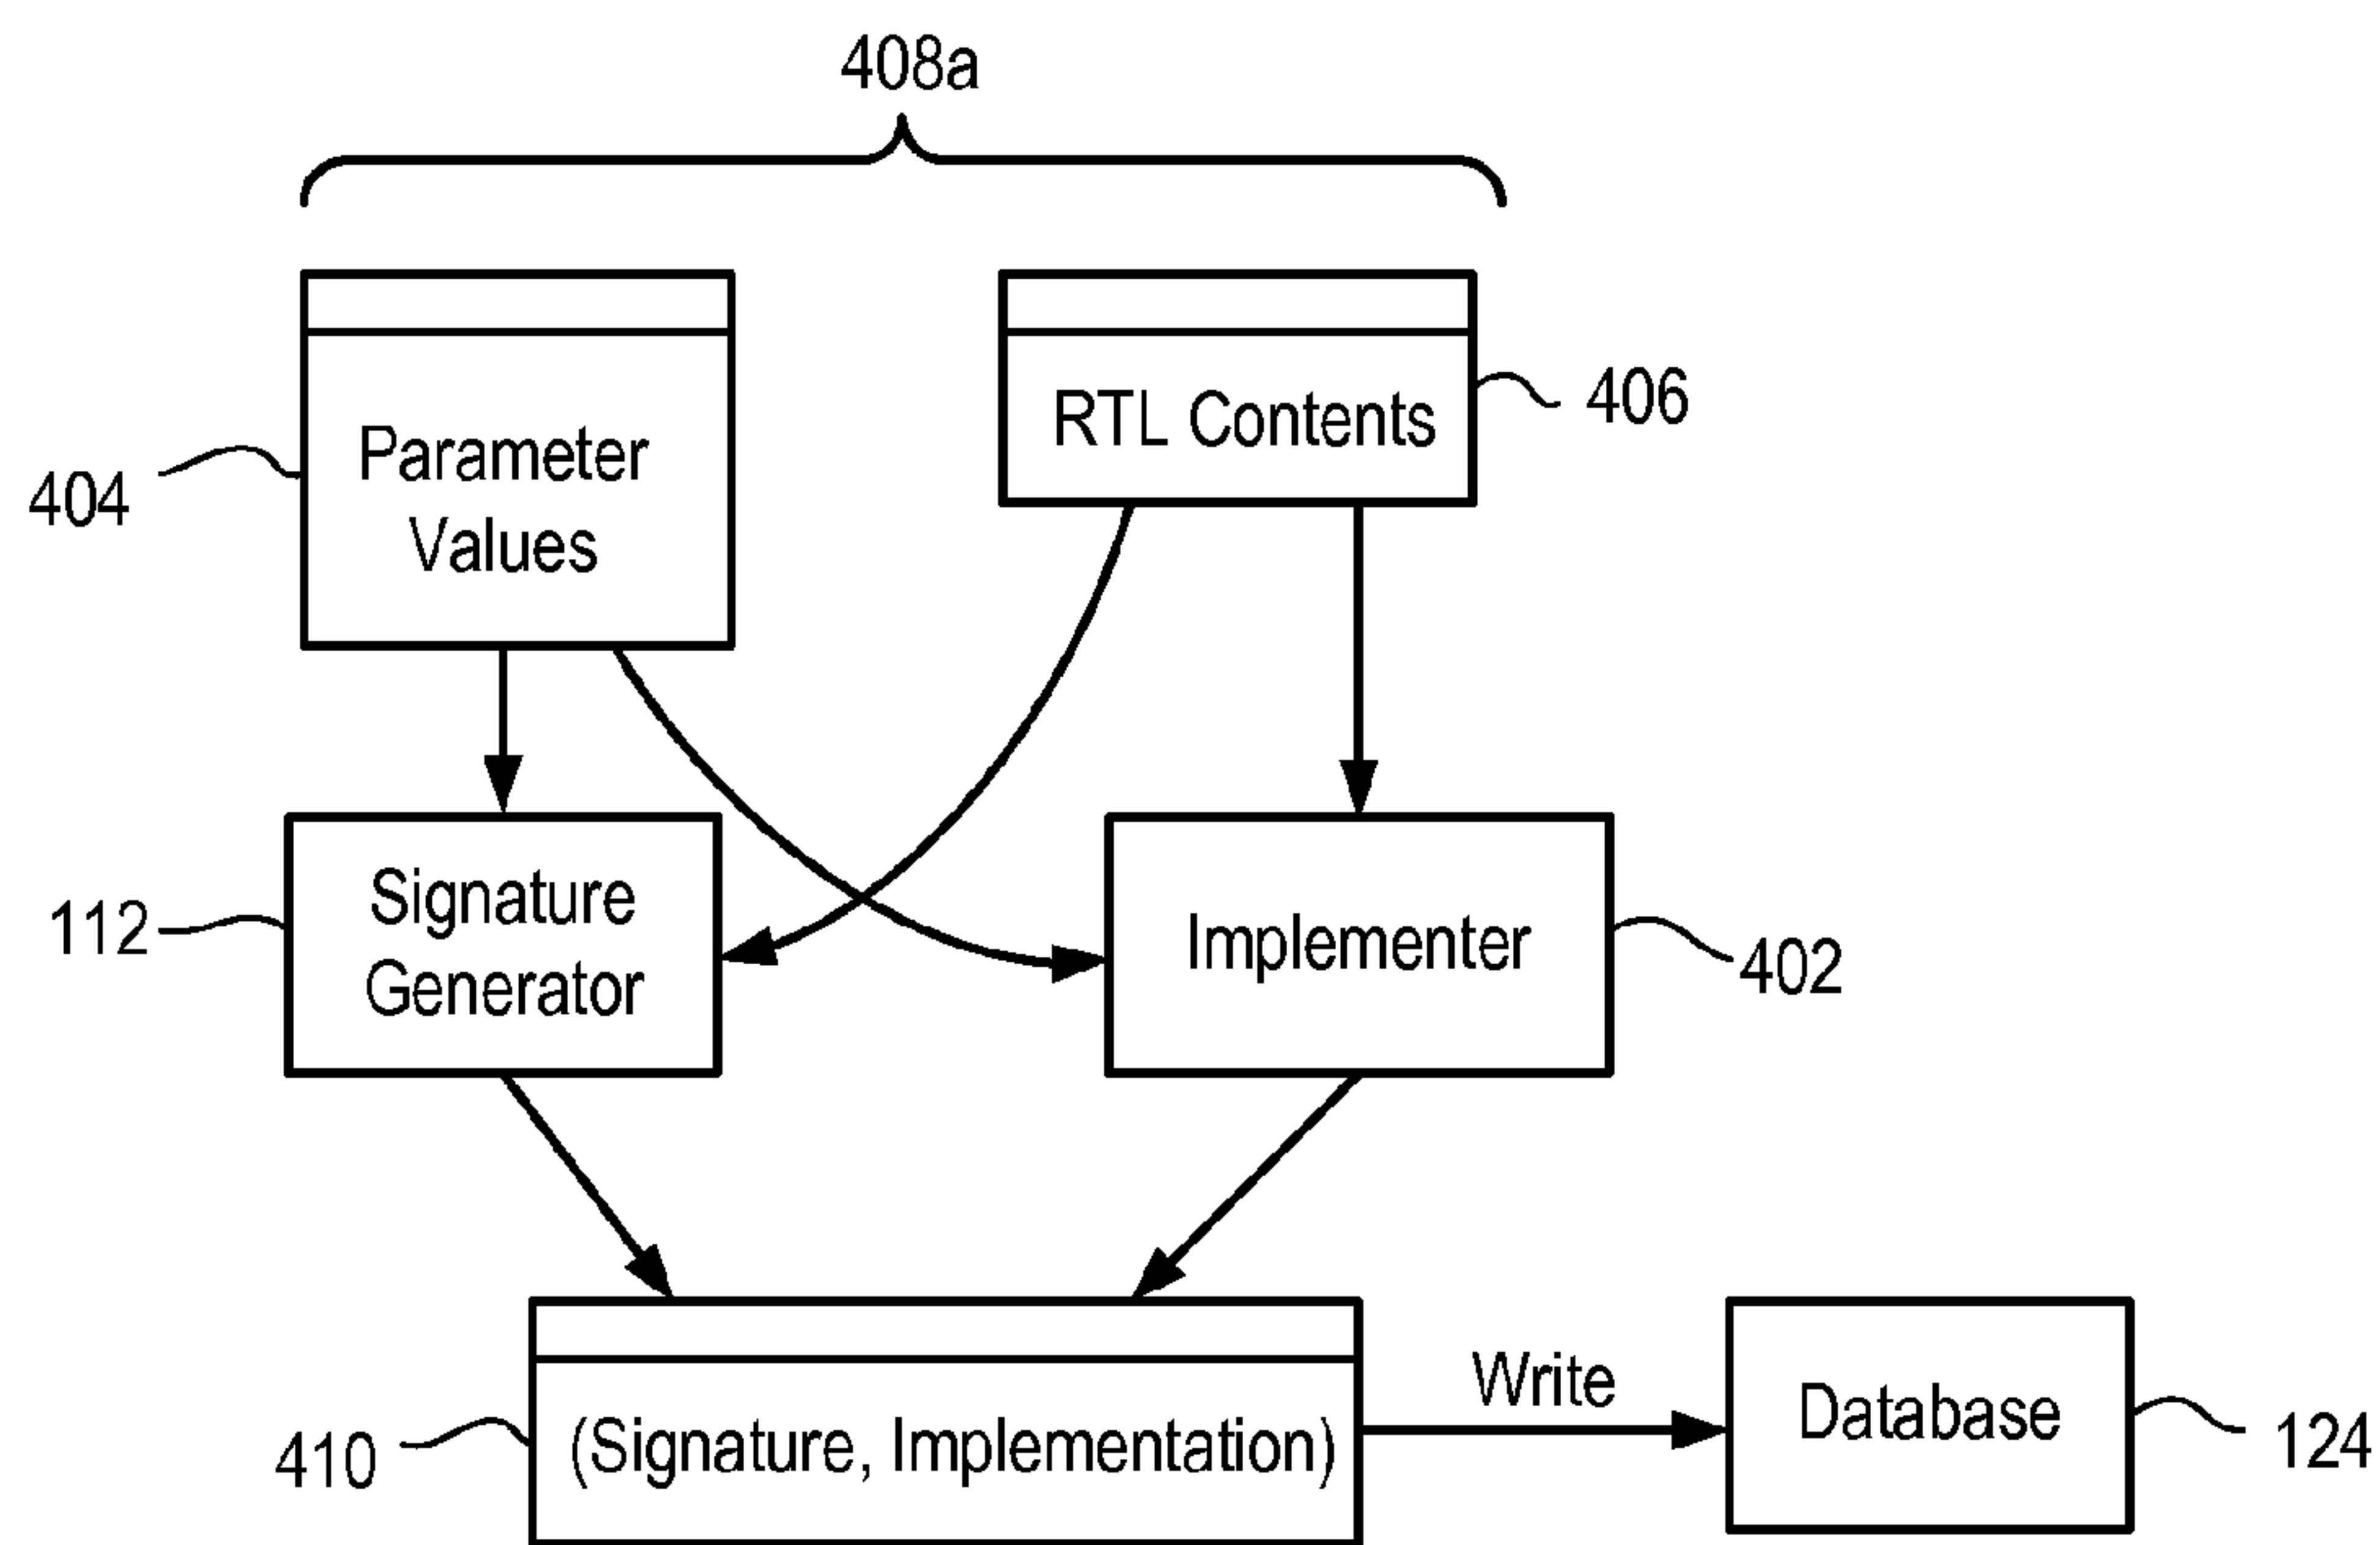 408a
Parameter
Values
404
RTL Contents
406
Signature
Generator
112
Implementer
402
(Signature, Implementation)
410
Write
Database
124